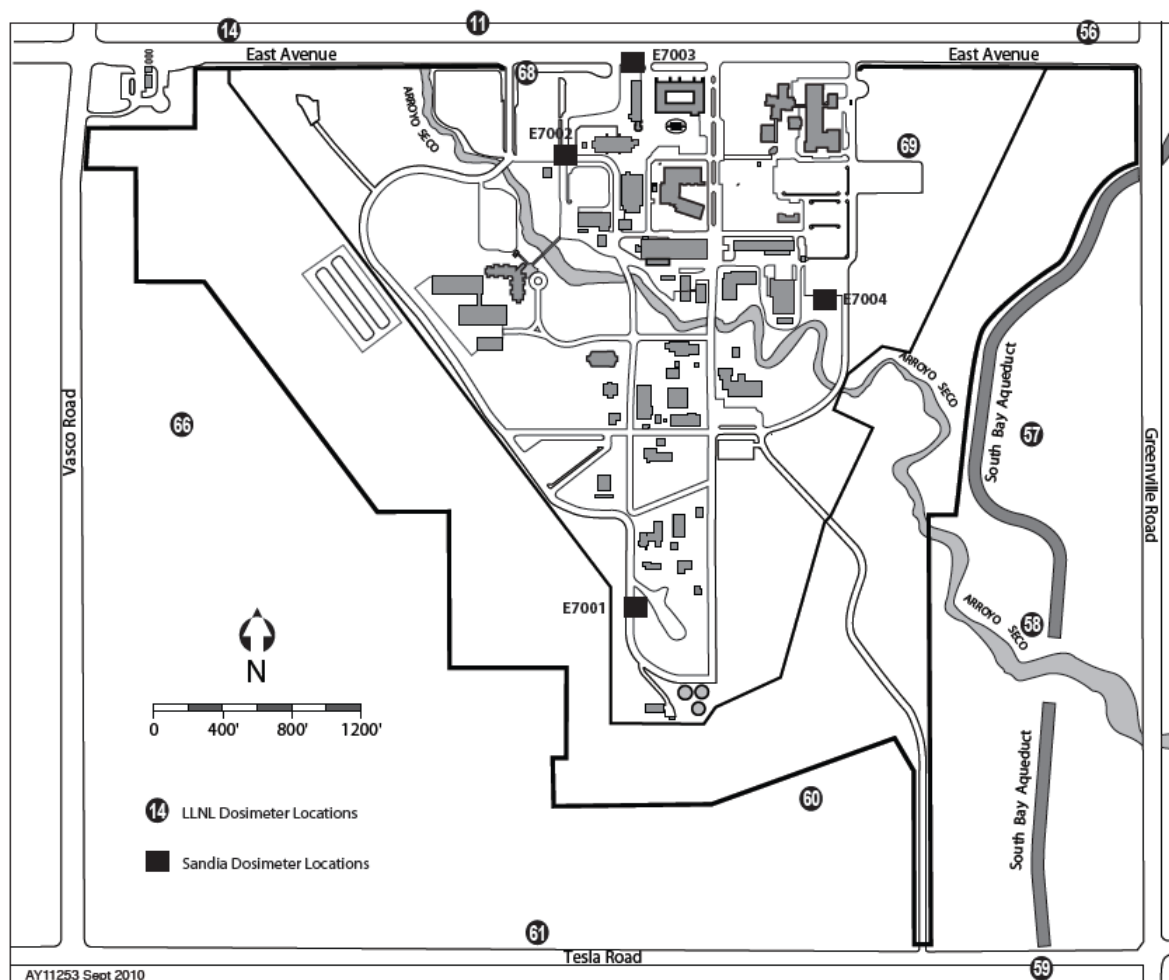 14
11
56
East Avenue
E7003
East Avenue
68
ARROYO SECO
E7002
69
E7004
ARROYO SECO
South Bay Aqueduct
57
Vasco Road
66
Greenville Road
E7001
58
ARROYO SECO
N
0 400' 800' 1200'
South Bay Aqueduct
60
14 LLNL Dosimeter Locations
Sandia Dosimeter Locations
61
Tesla Road
59
AY11253 Sept 2010